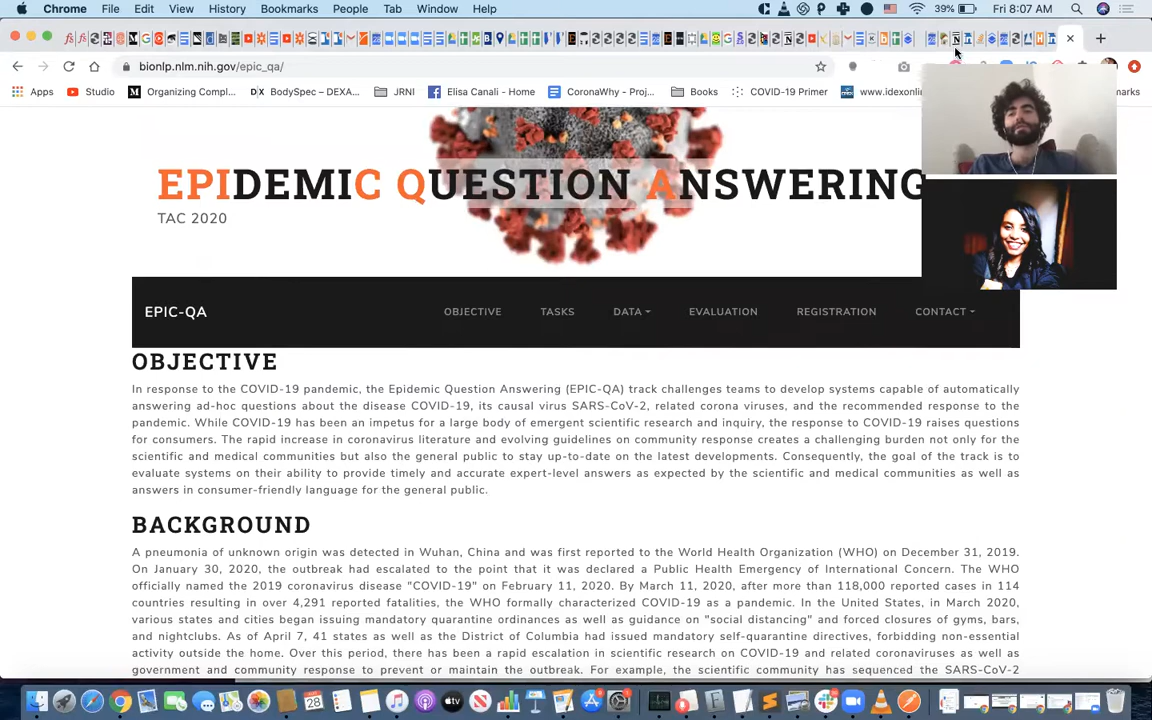 Chrome File Edit View History Bookmarks People Tab Window Help 39% Fri 8:07 AM
bionlp.nlm.nih.gov/epic_qa/
Apps Studio Organizing Compl... BodySpec – DEXA... JRNI Elisa Canali - Home CoronaWhy - Proj... Books COVID-19 Primer www.idexonli
EPIDEMIC QUESTION ANSWERING
TAC 2020
EPIC-QA OBJECTIVE TASKS DATA EVALUATION REGISTRATION CONTACT
OBJECTIVE
In response to the COVID-19 pandemic, the Epidemic Question Answering (EPIC-QA) track challenges teams to develop systems capable of automatically
answering ad-hoc questions about the disease COVID-19, its causal virus SARS-CoV-2, related corona viruses, and the recommended response to the
pandemic. While COVID-19 has been an impetus for a large body of emergent scientific research and inquiry, the response to COVID-19 raises questions
for consumers. The rapid increase in coronavirus literature and evolving guidelines on community response creates a challenging burden not only for the
scientific and medical communities but also the general public to stay up-to-date on the latest developments. Consequently, the goal of the track is to
evaluate systems on their ability to provide timely and accurate expert-level answers as expected by the scientific and medical communities as well as
answers in consumer-friendly language for the general public.
BACKGROUND
A pneumonia of unknown origin was detected in Wuhan, China and was first reported to the World Health Organization (WHO) on December 31, 2019.
On January 30, 2020, the outbreak had escalated to the point that it was declared a Public Health Emergency of International Concern. The WHO
officially named the 2019 coronavirus disease "COVID-19" on February 11, 2020. By March 11, 2020, after more than 118,000 reported cases in 114
countries resulting in over 4,291 reported fatalities, the WHO formally characterized COVID-19 as a pandemic. In the United States, in March 2020,
various states and cities began issuing mandatory quarantine ordinances as well as guidance on "social distancing" and forced closures of gyms, bars,
and nightclubs. As of April 7, 41 states as well as the District of Columbia had issued mandatory self-quarantine directives, forbidding non-essential
activity outside the home. Over this period, there has been a rapid escalation in scientific research on COVID-19 and related coronaviruses as well as
government and community response to prevent or maintain the outbreak. For example, the scientific community has sequenced the SARS-CoV-2